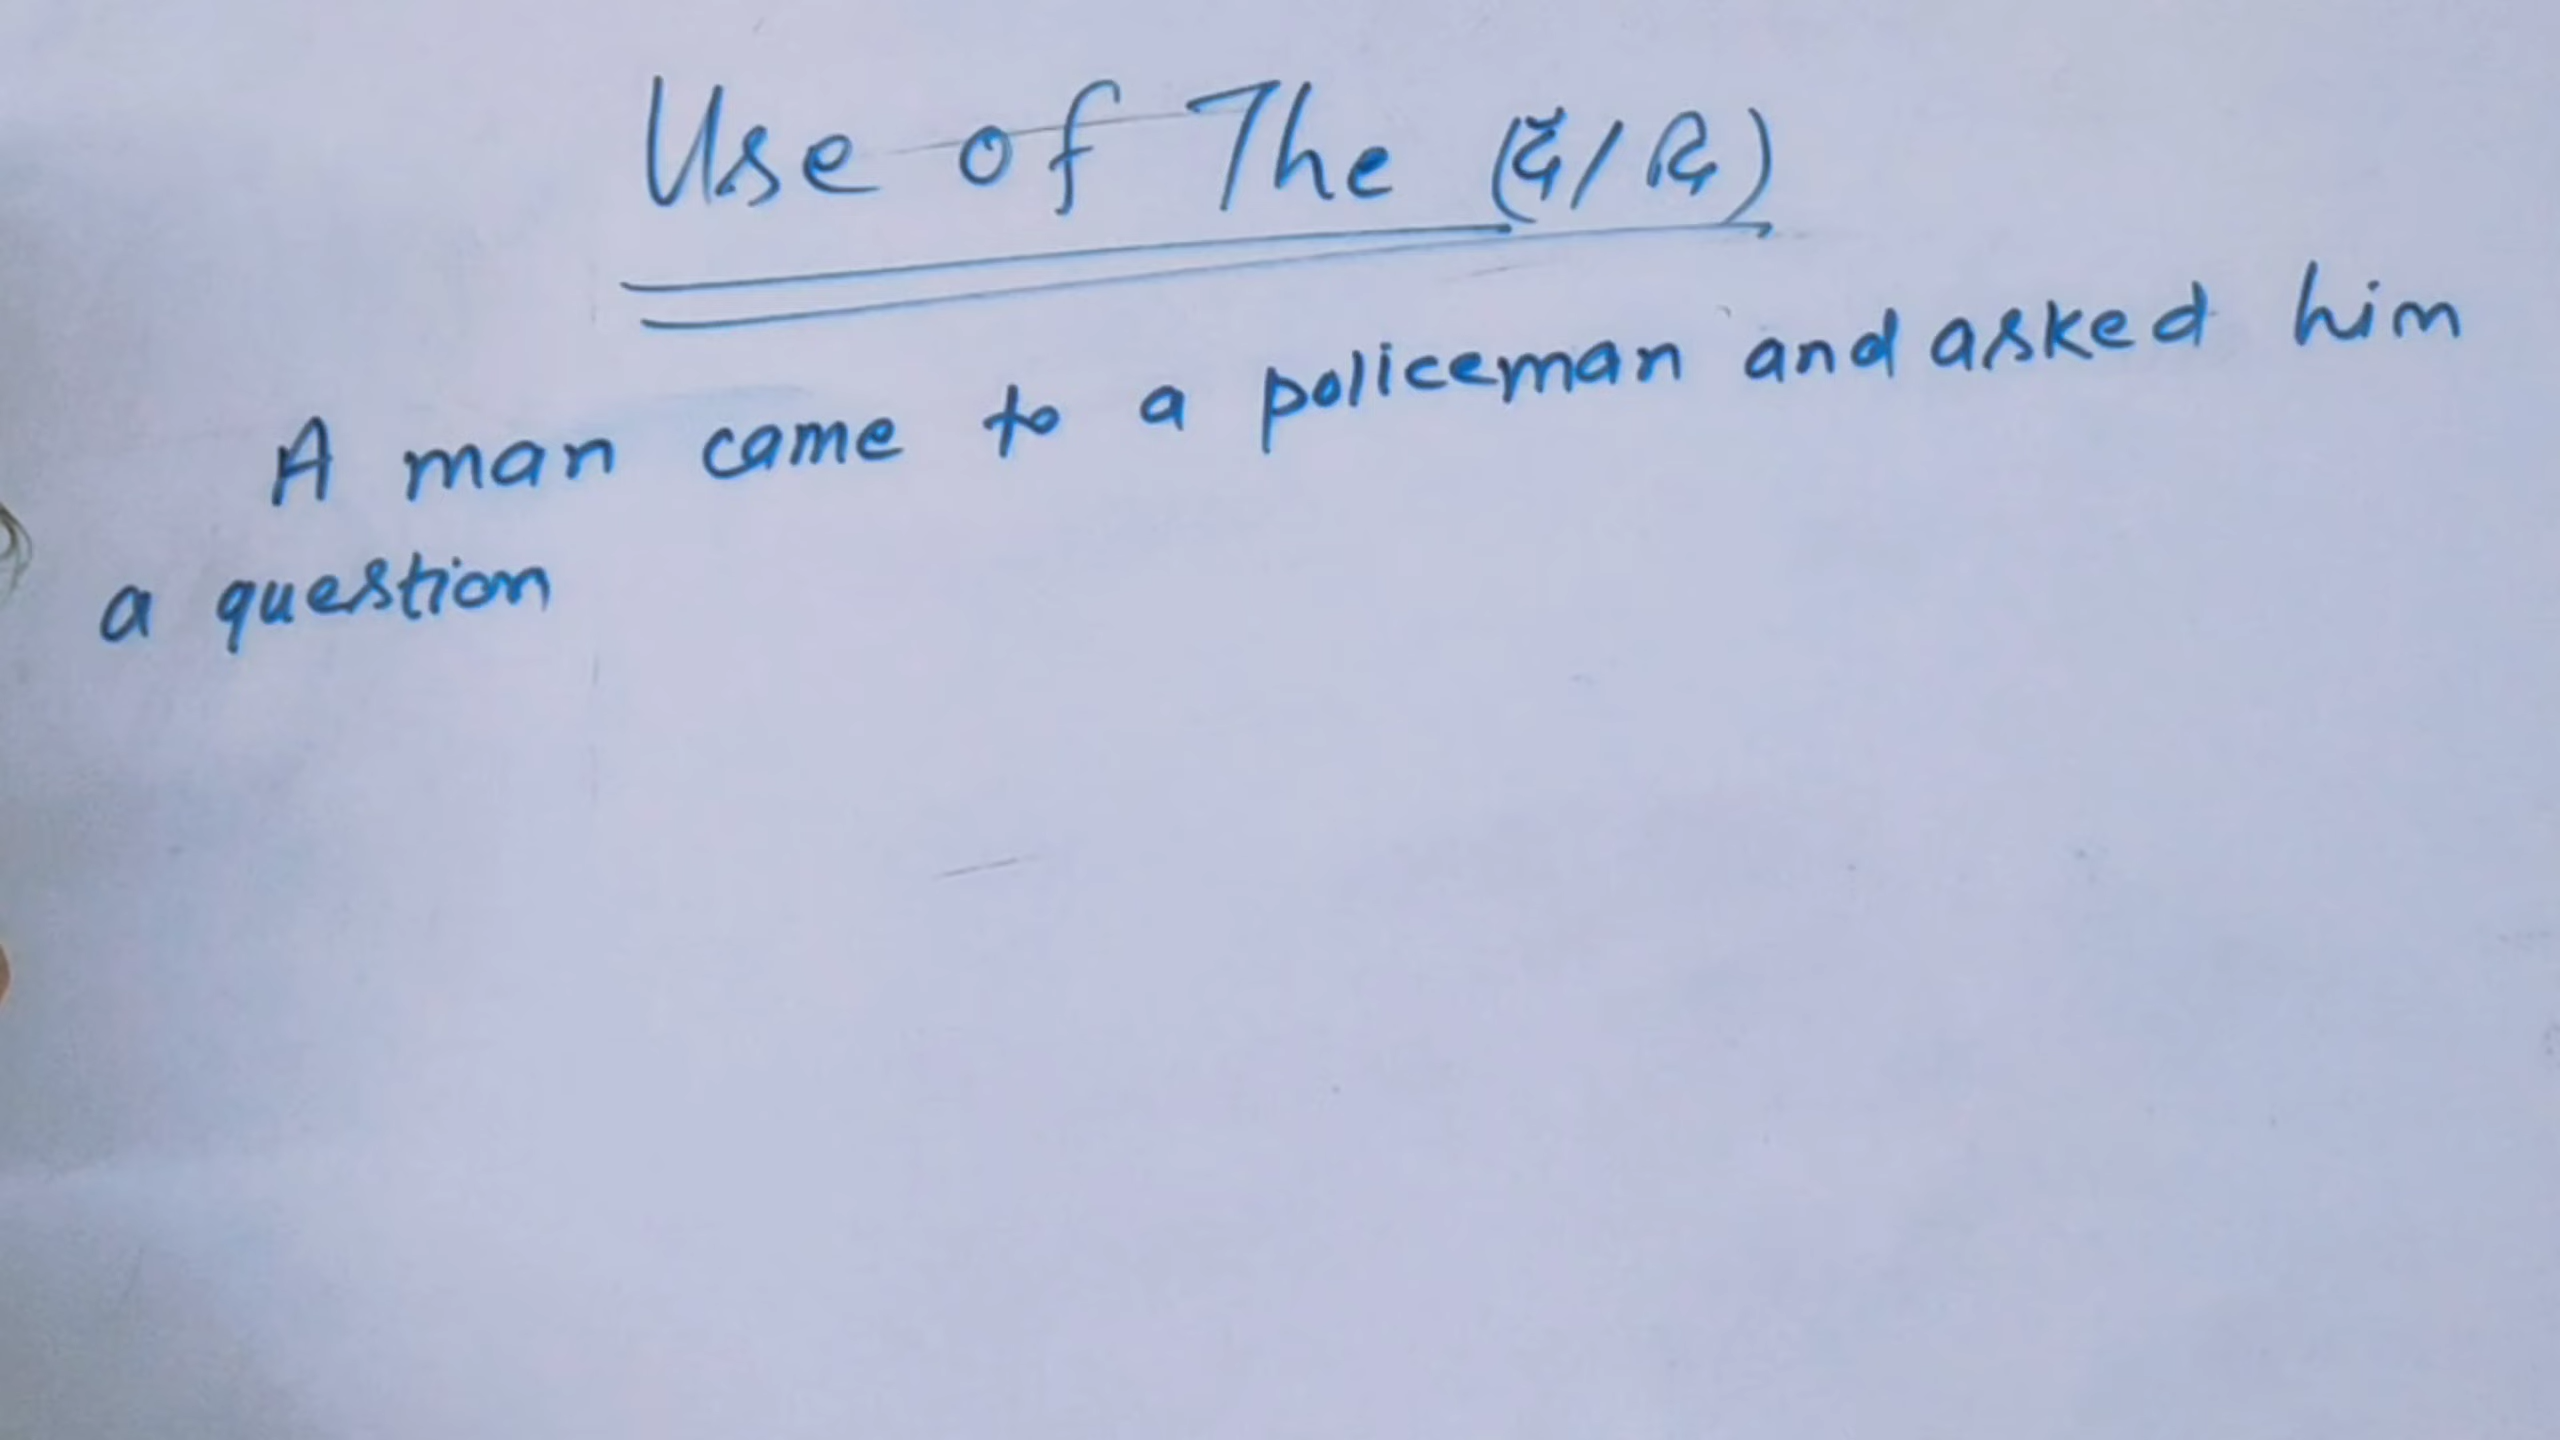 Use of The (दॅ/दि)
A man came to a policeman and asked him
a question